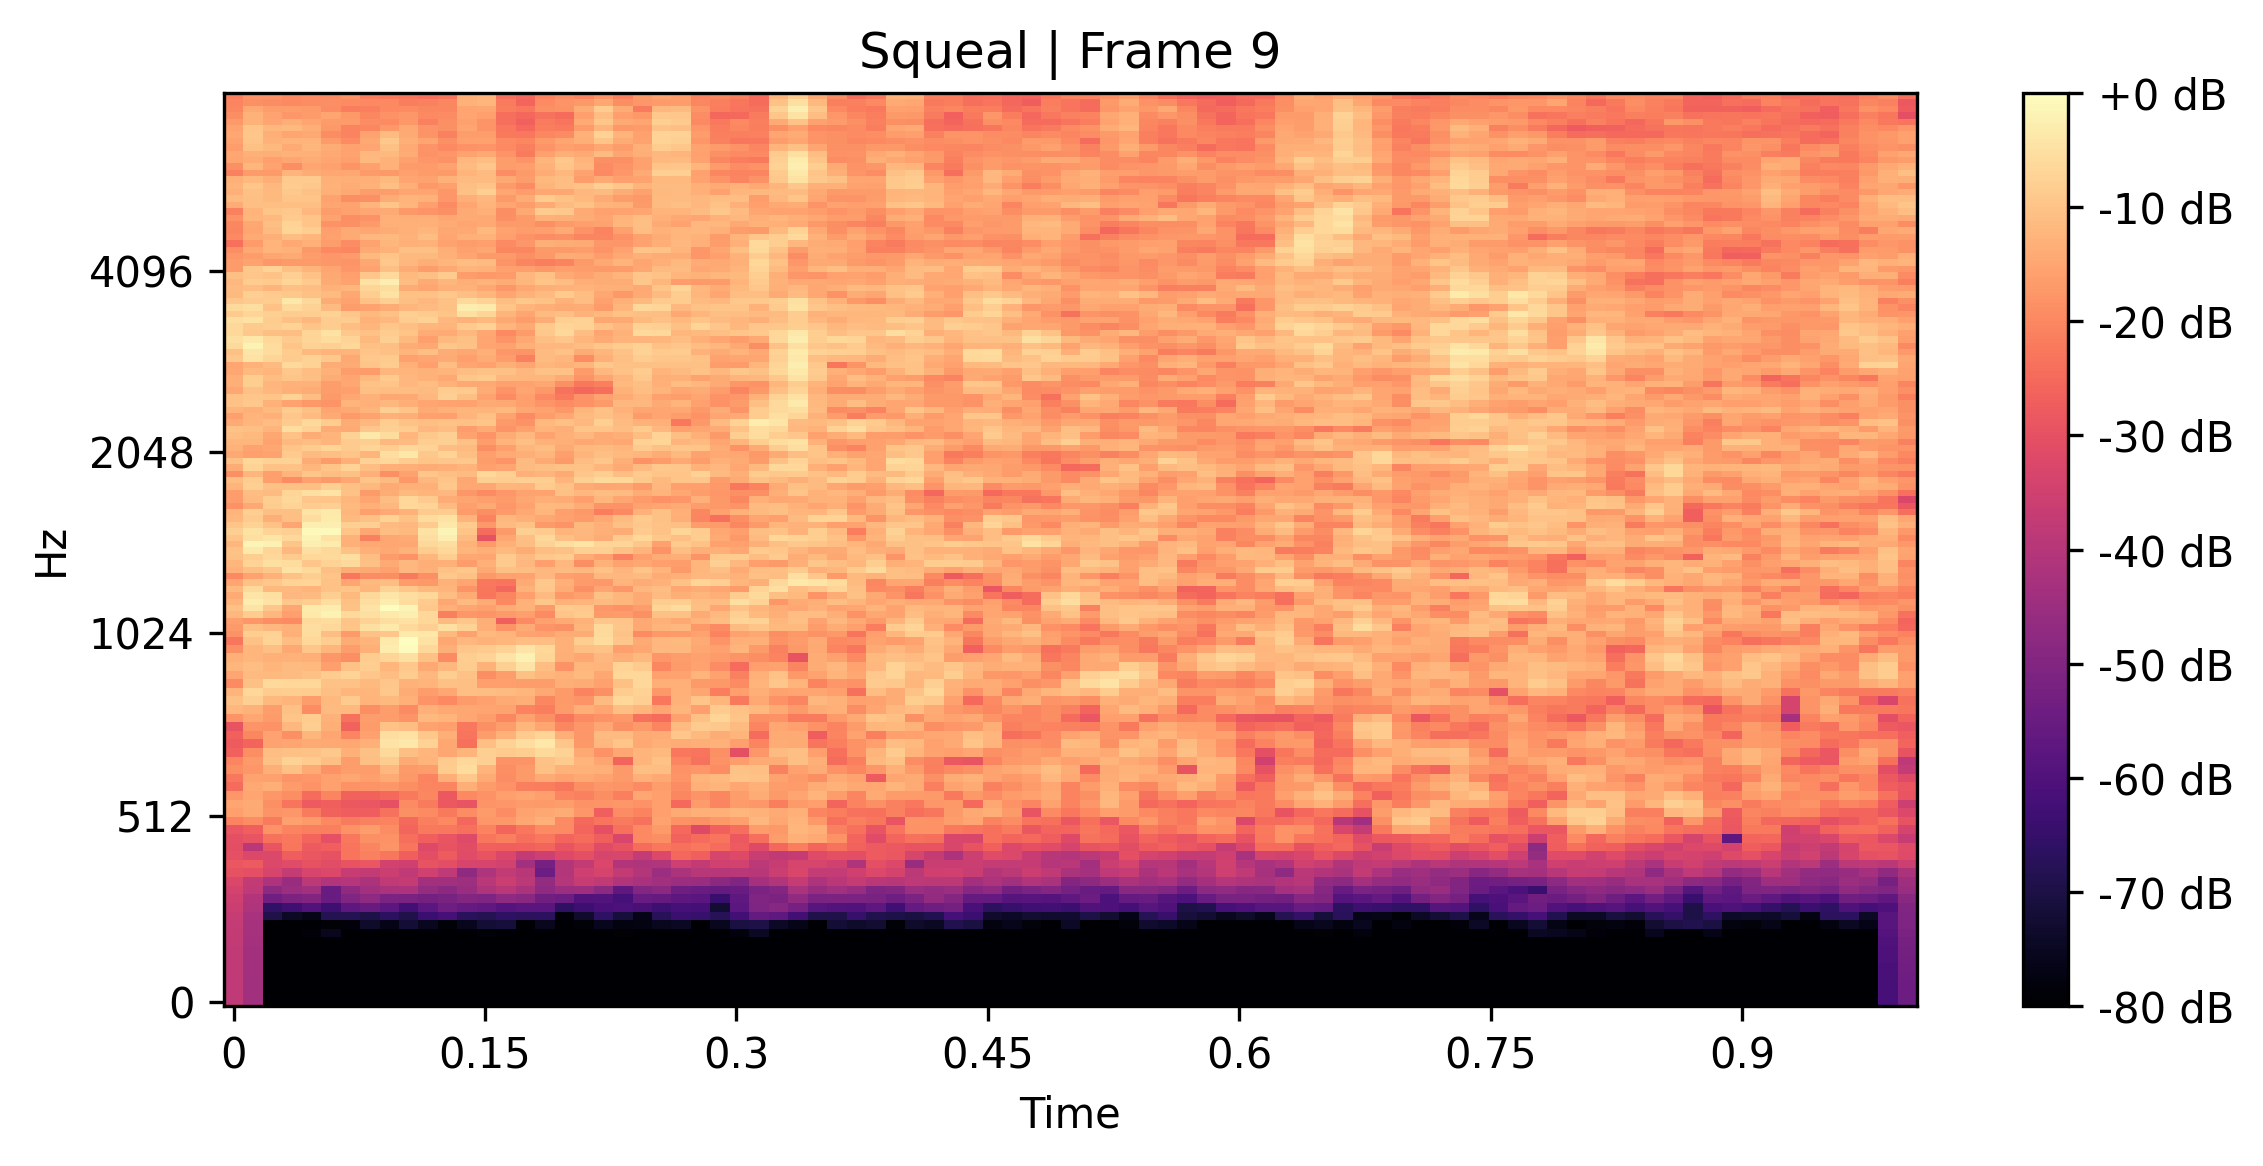 Squeal | Frame 9
+0 dB
-10 dB
-20 dB
-30 dB
-40 dB
-50 dB
-60 dB
-70 dB
-80 dB
4096
2048
1024
512
0
Hz
0 0.15 0.3 0.45 0.6 0.75 0.9
Time